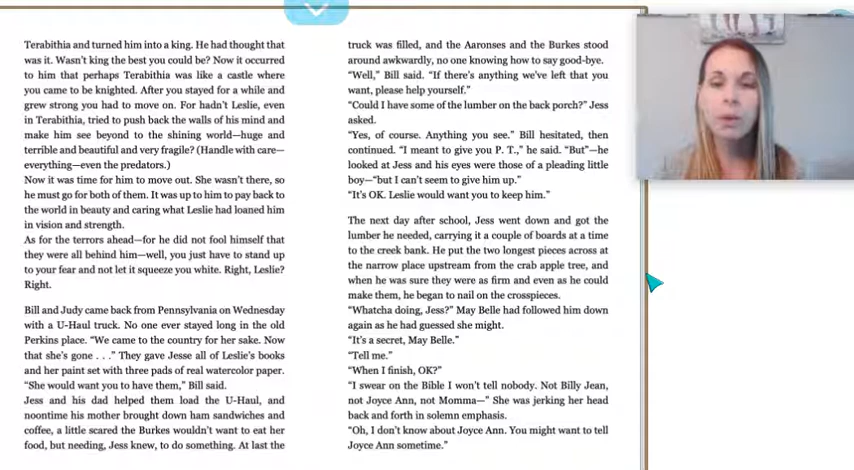 Terabithia and turned him into a king. He had thought that
was it. Wasn't king the best you could be? Now it occurred
to him that perhaps Terabithia was like a castle where
you came to be knighted. After you stayed for a while and
grew strong you had to move on. For hadn't Leslie, even
in Terabithia, tried to push back the walls of his mind and
make him see beyond to the shining world—huge and
terrible and beautiful and very fragile? (Handle with care—
everything—even the predators.)
Now it was time for him to move out. She wasn't there, so
he must go for both of them. It was up to him to pay back to
the world in beauty and caring what Leslie had loaned him
in vision and strength.
As for the terrors ahead—for he did not fool himself that
they were all behind him—well, you just have to stand up
to your fear and not let it squeeze you white. Right, Leslie?
Right.
Bill and Judy came back from Pennsylvania on Wednesday
with a U-Haul truck. No one ever stayed long in the old
Perkins place. “We came to the country for her sake. Now
that she's gone . . .” They gave Jesse all of Leslie's books
and her paint set with three pads of real watercolor paper.
“She would want you to have them,” Bill said.
Jess and his dad helped them load the U-Haul, and
noontime his mother brought down ham sandwiches and
coffee, a little scared the Burkes wouldn't want to eat her
food, but needing, Jess knew, to do something. At last the
truck was filled, and the Aaronses and the Burkes stood
around awkwardly, no one knowing how to say good-bye.
“Well,” Bill said. “If there's anything we've left that you
want, please help yourself.”
“Could I have some of the lumber on the back porch?” Jess
asked.
“Yes, of course. Anything you see.” Bill hesitated, then
continued. “I meant to give you P. T.,” he said. “But”—he
looked at Jess and his eyes were those of a pleading little
boy—“but I can't seem to give him up.”
“It's OK. Leslie would want you to keep him.”
The next day after school, Jess went down and got the
lumber he needed, carrying it a couple of boards at a time
to the creek bank. He put the two longest pieces across at
the narrow place upstream from the crab apple tree, and
when he was sure they were as firm and even as he could
make them, he began to nail on the crosspieces.
“Whatcha doing, Jess?” May Belle had followed him down
again as he had guessed she might.
“It's a secret, May Belle.”
“Tell me.”
“When I finish, OK?”
“I swear on the Bible I won't tell nobody. Not Billy Jean,
not Joyce Ann, not Momma—” She was jerking her head
back and forth in solemn emphasis.
“Oh, I don't know about Joyce Ann. You might want to tell
Joyce Ann sometime.”